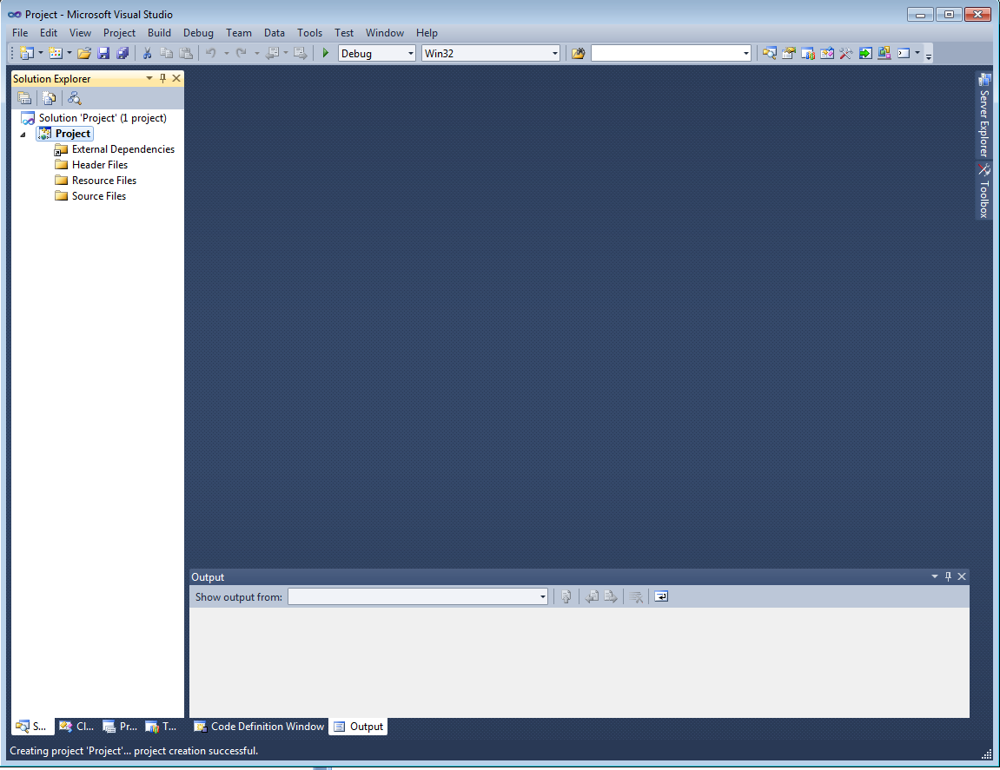 Project - Microsoft Visual Studio
File Edit View Project Build Debug Team Data Tools Test Window Help
Debug Win32
Solution Explorer
Solution 'Project' (1 project)
Project
External Dependencies
Header Files
Resource Files
Source Files
Server Explorer
Toolbox
Output
Show output from:
S... Cl... Pr... T... Code Definition Window Output
Creating project 'Project'... project creation successful.